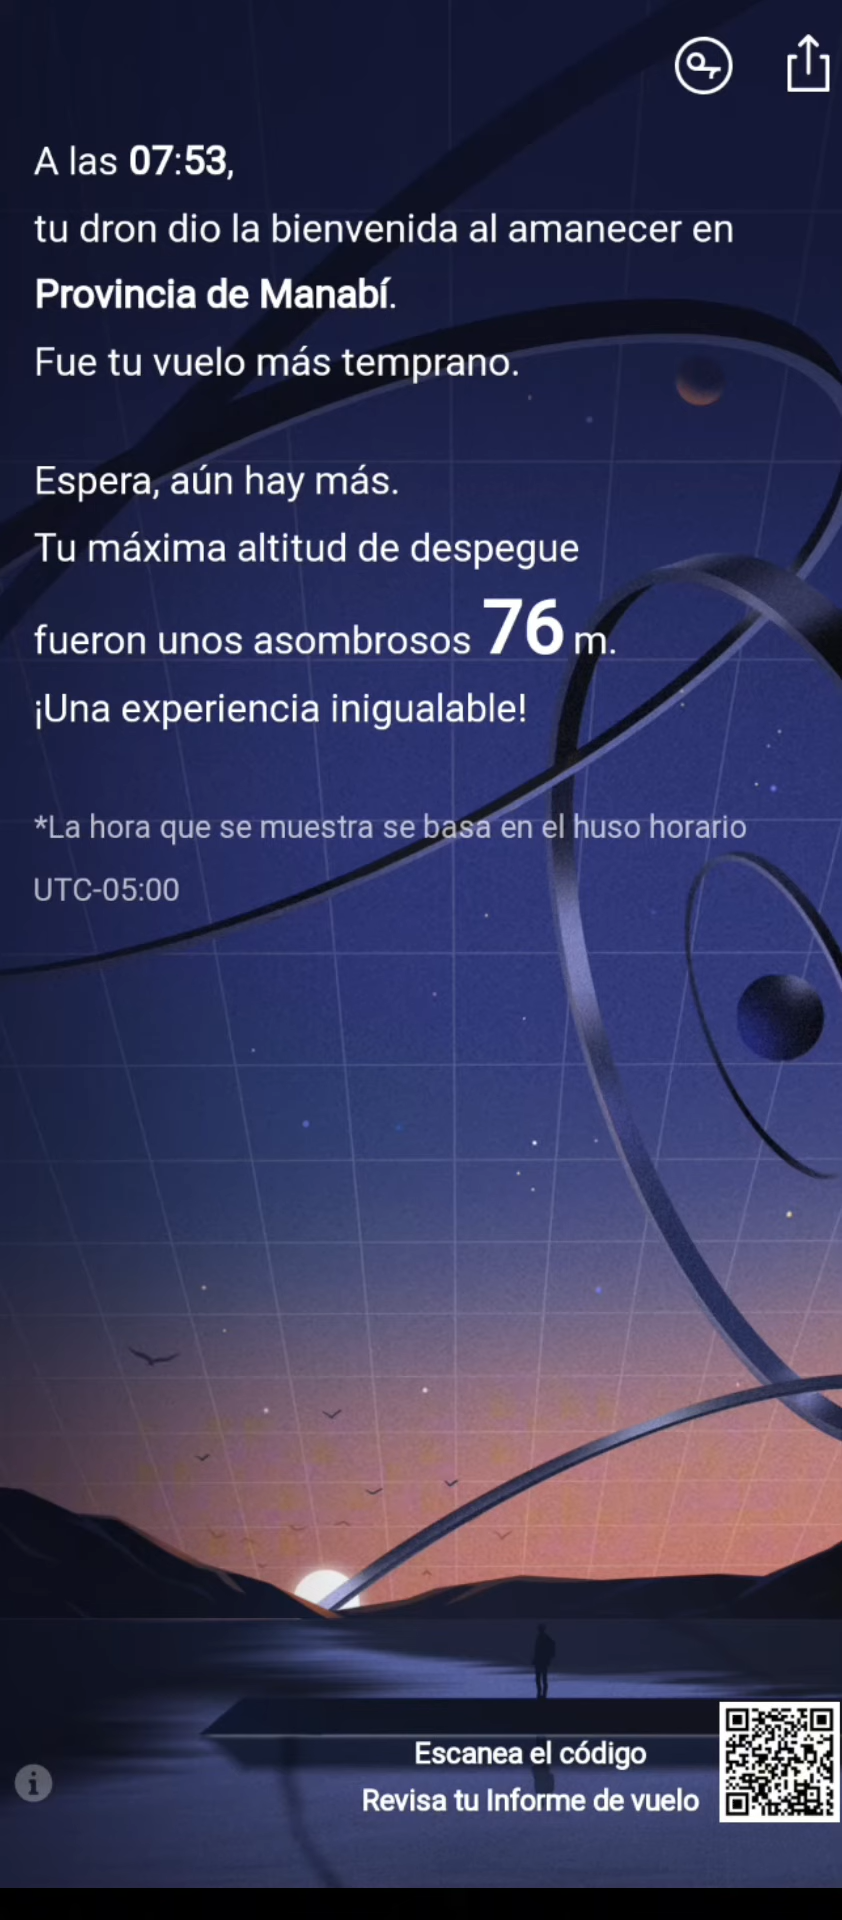 A las 07:53,
tu dron dio la bienvenida al amanecer en
Provincia de Manabí.
Fue tu vuelo más temprano.
Espera, aún hay más.
Tu máxima altitud de despegue
fueron unos asombrosos 76 m.
¡Una experiencia inigualable!
*La hora que se muestra se basa en el huso horario
UTC-05:00
Escanea el código
Revisa tu Informe de vuelo